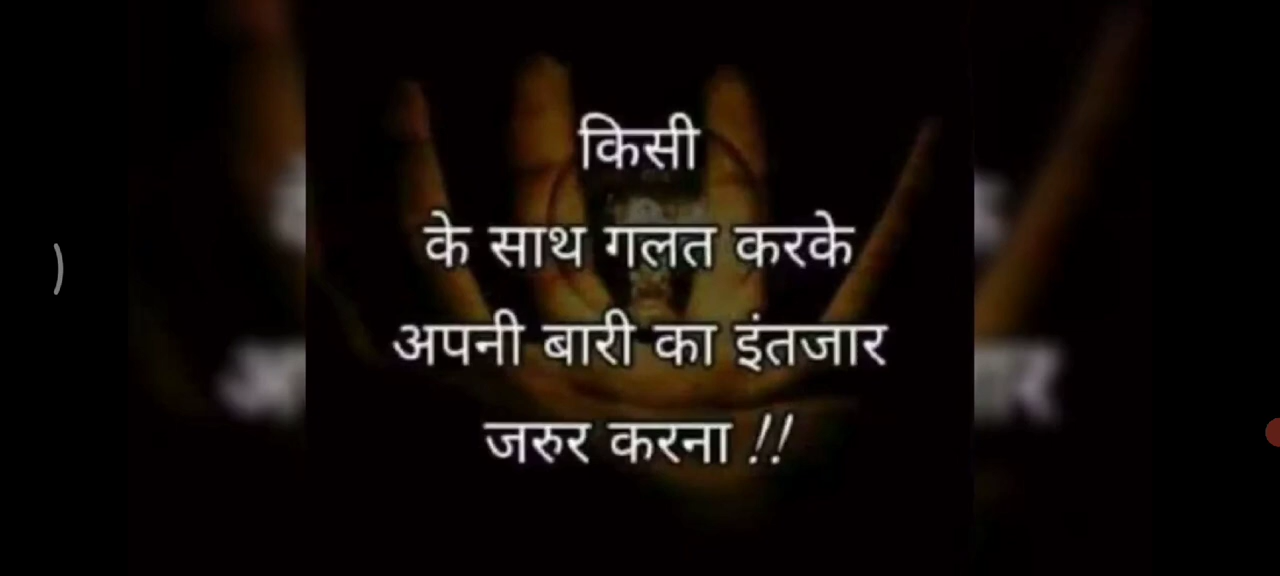 किसी
के साथ गलत करके
अपनी बारी का इंतजार
जरुर करना !!